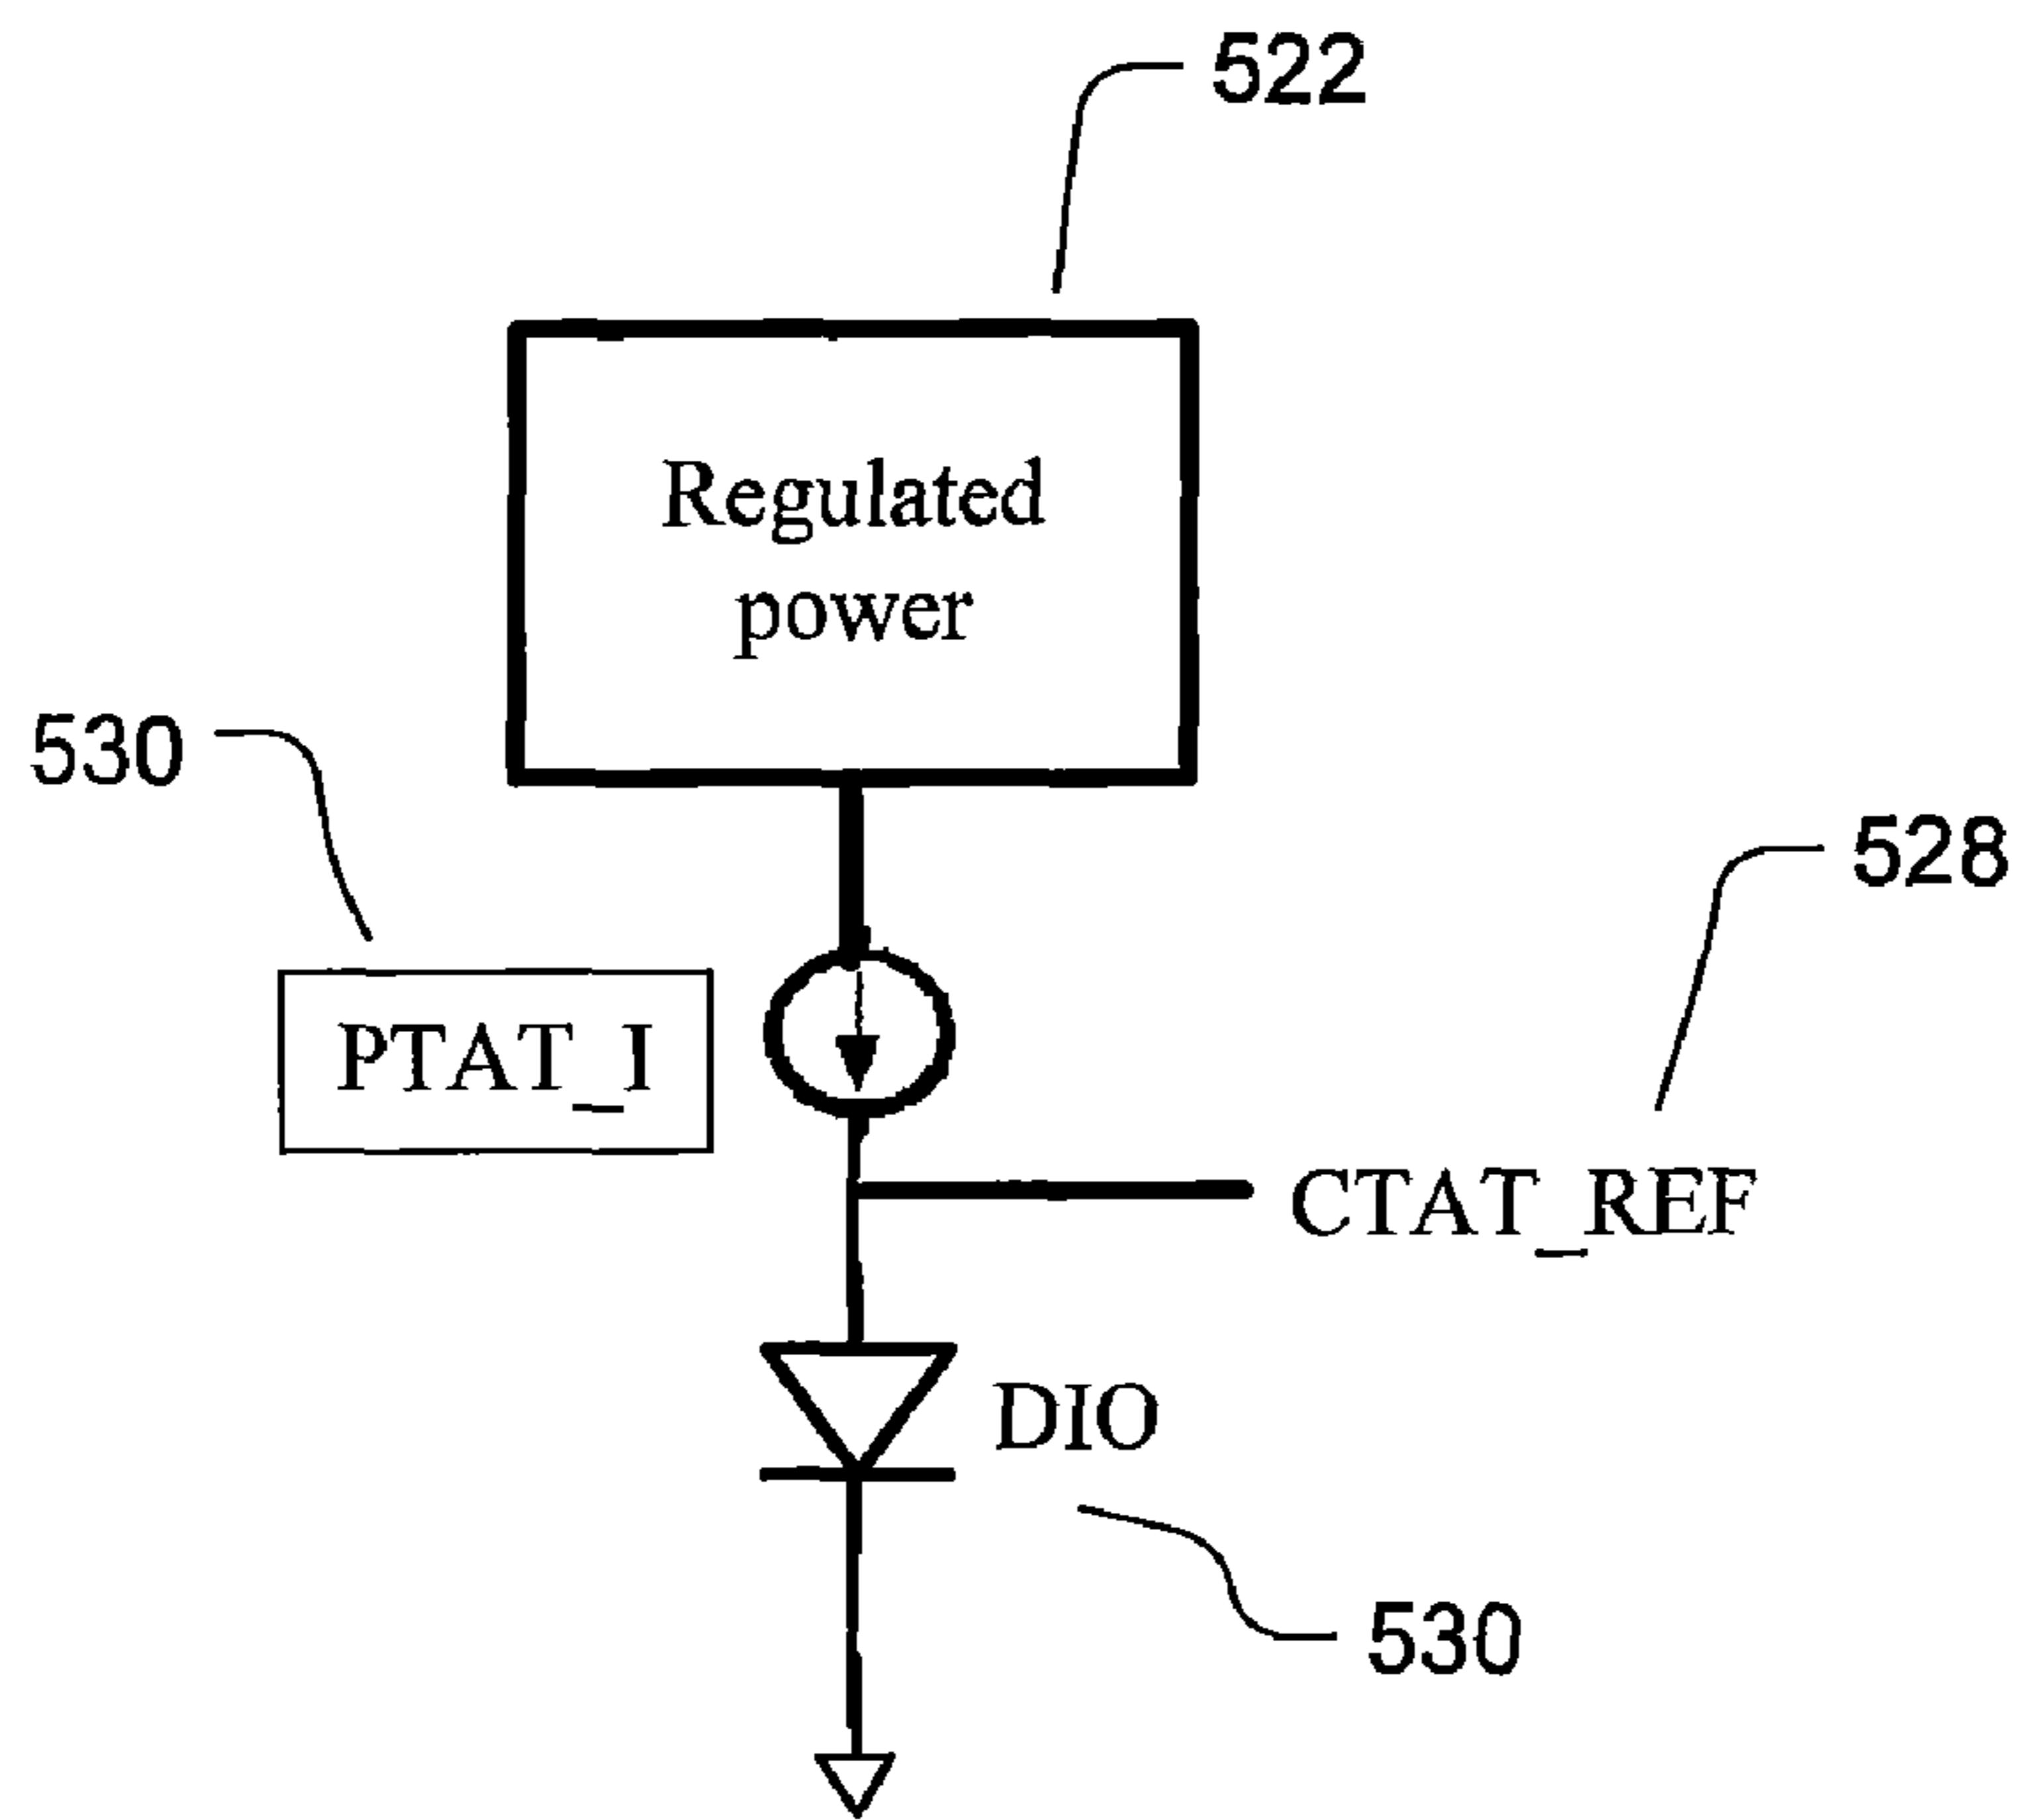 522
Regulated
power
530
528
PTAT_I
CTAT_REF
DIO
530